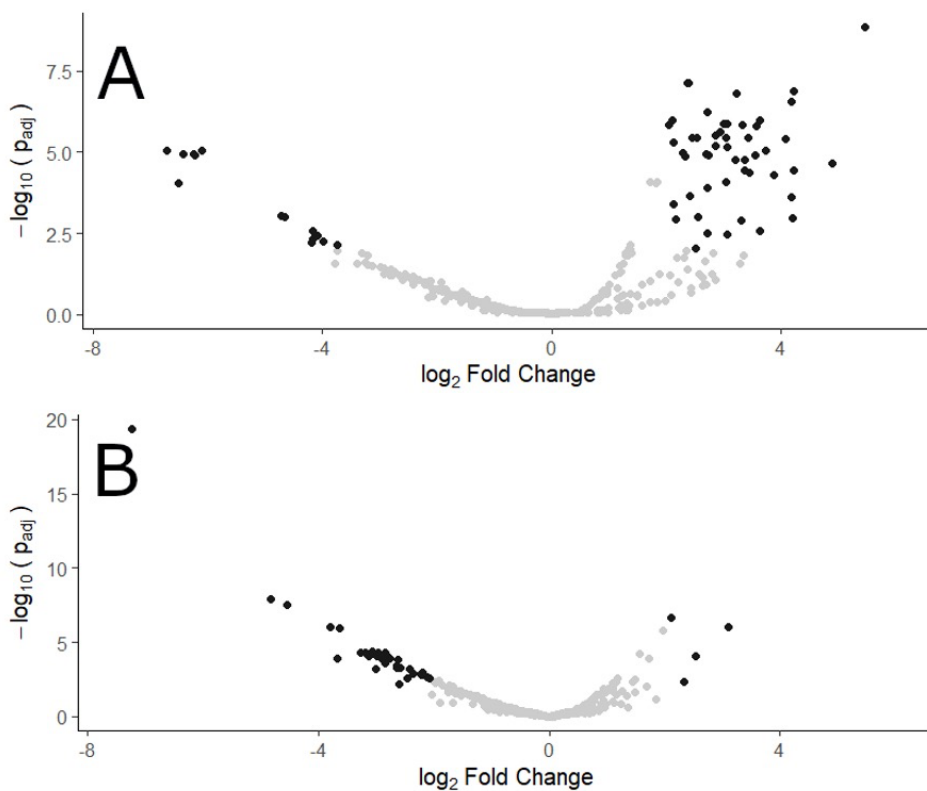 A
7.5
5.0
2.5
0.0
−log₁₀ ( pₐdⱼ )
-8 -4 0 4
log₂ Fold Change
B
20
15
10
5
0
−log₁₀ ( pₐdⱼ )
-8 -4 0 4
log₂ Fold Change